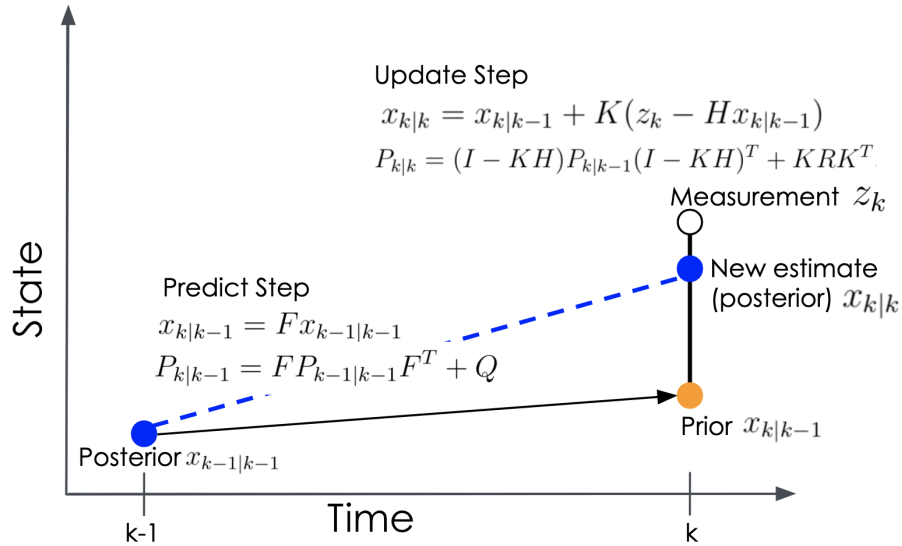 Update Step
x_{k|k} = x_{k|k-1} + K(z_k − Hx_{k|k-1})
P_{k|k} = (I − KH)P_{k|k-1}(I − KH)^T + KRK^T
Measurement z_k
New estimate
(posterior) x_{k|k}
Predict Step
x_{k|k-1} = Fx_{k-1|k-1}
P_{k|k-1} = FP_{k-1|k-1}F^T + Q
Prior x_{k|k-1}
Posterior x_{k-1|k-1}
State
k-1
Time
k